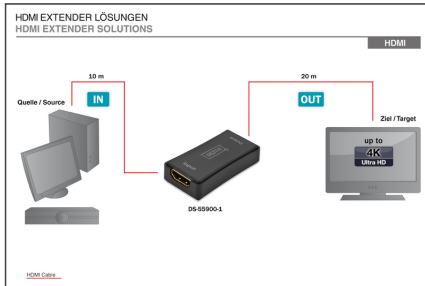 HDMI EXTENDER LÖSUNGEN
HDMI EXTENDER SOLUTIONS
HDMI
10 m
20 m
IN
OUT
Quelle / Source
Ziel / Target
up to
4K
Ultra HD
Input
DS-55900-1
HDMI Cable